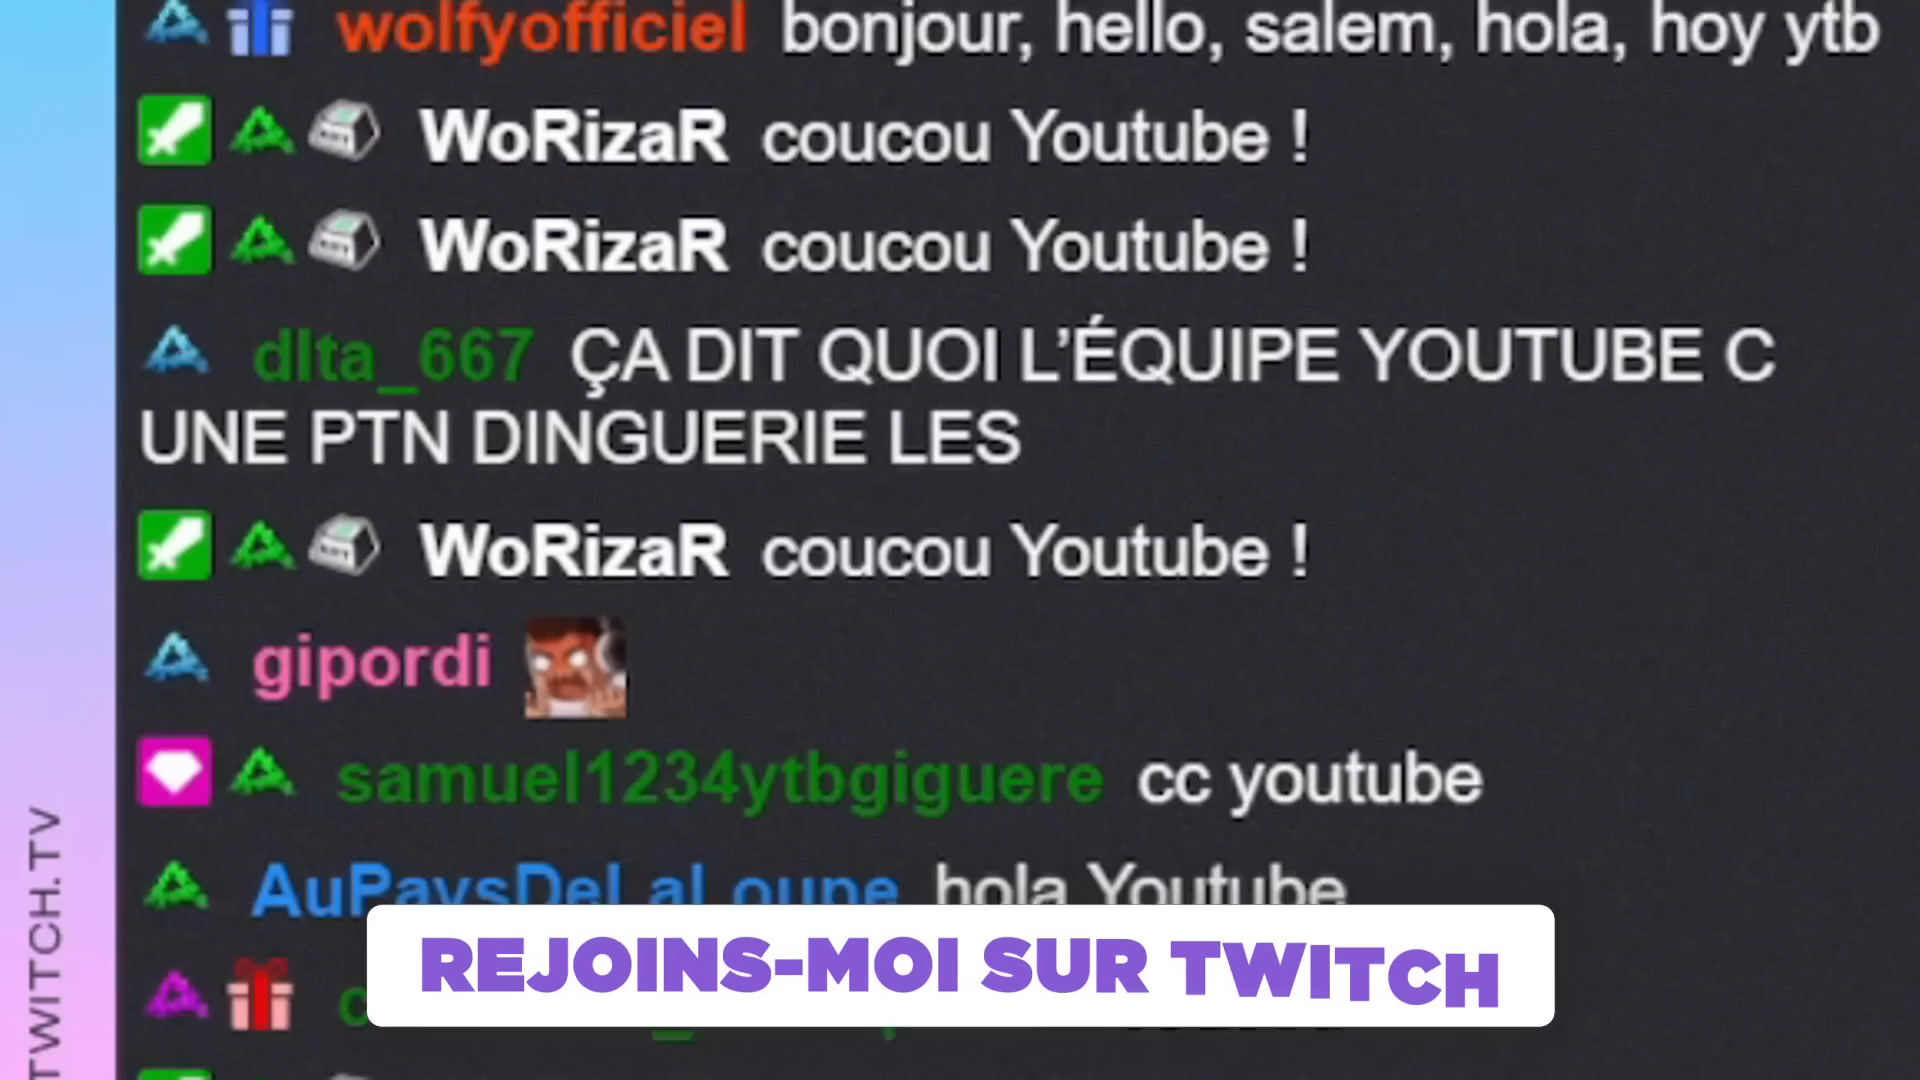 wolfyofficiel bonjour, hello, salem, hola, hoy ytb
WoRizaR coucou Youtube !
WoRizaR coucou Youtube !
dlta_667 ÇA DIT QUOI L’ÉQUIPE YOUTUBE C
UNE PTN DINGUERIE LES
WoRizaR coucou Youtube !
gipordi
samuel1234ytbgiguere cc youtube
AuPaysDeLaLoupe hola Youtube
REJOINS-MOI SUR TWITCH
TWITCH.TV